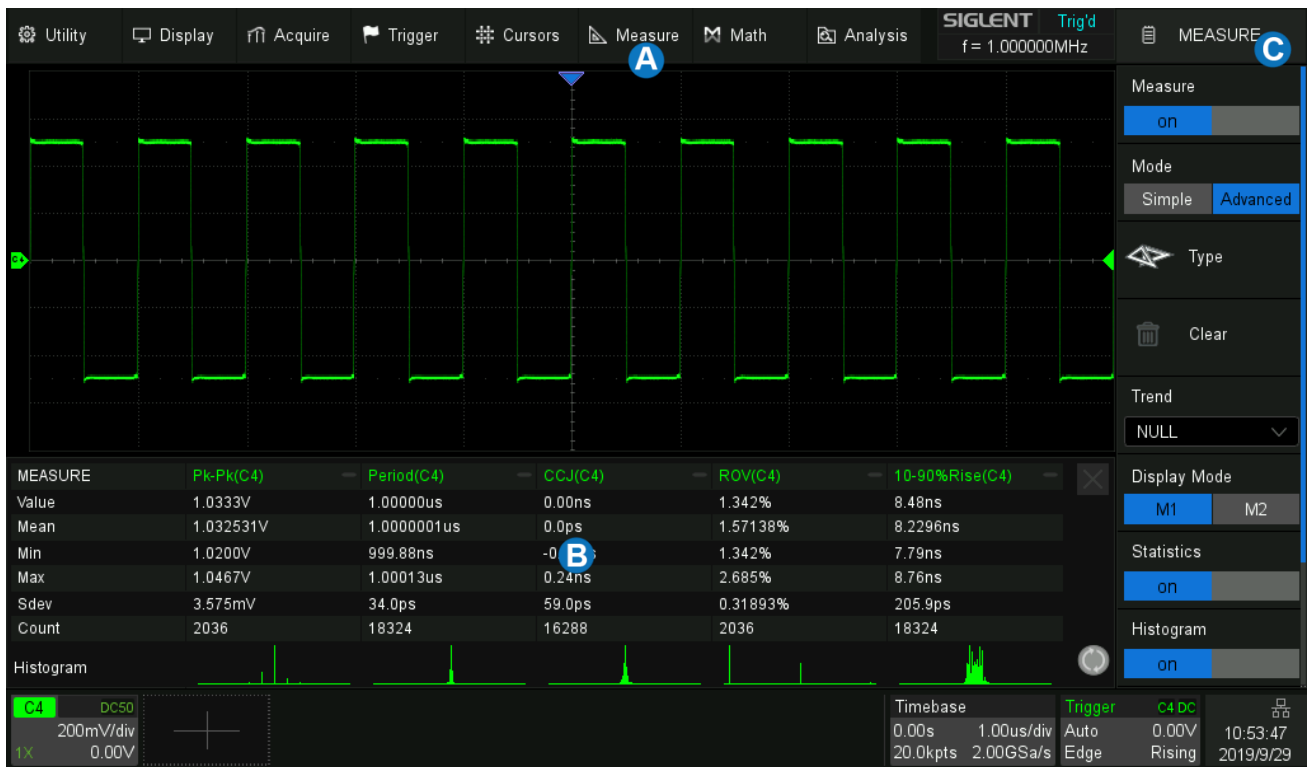 Utility Display Acquire Trigger Cursors Measure Math Analysis
SIGLENT Trig'd
f = 1.000000MHz
MEASURE
A
C
Measure
on
Mode
Simple Advanced
Type
Clear
Trend
NULL
Display Mode
M1 M2
Statistics
on
Histogram
on
C4
MEASURE Pk-Pk(C4) Period(C4) CCJ(C4) ROV(C4) 10-90%Rise(C4)
Value 1.0333V 1.00000us 0.00ns 1.342% 8.48ns
Mean 1.032531V 1.0000001us 0.0ps 1.57138% 8.2296ns
Min 1.0200V 999.88ns B 1.342% 7.79ns
Max 1.0467V 1.00013us 0.24ns 2.685% 8.76ns
Sdev 3.575mV 34.0ps 59.0ps 0.31893% 205.9ps
Count 2036 18324 16288 2036 18324
Histogram
C4 DC50
200mV/div
1X 0.00V
Timebase
0.00s 1.00us/div
20.0kpts 2.00GSa/s
Trigger C4 DC
Auto 0.00V
Edge Rising
10:53:47
2019/9/29